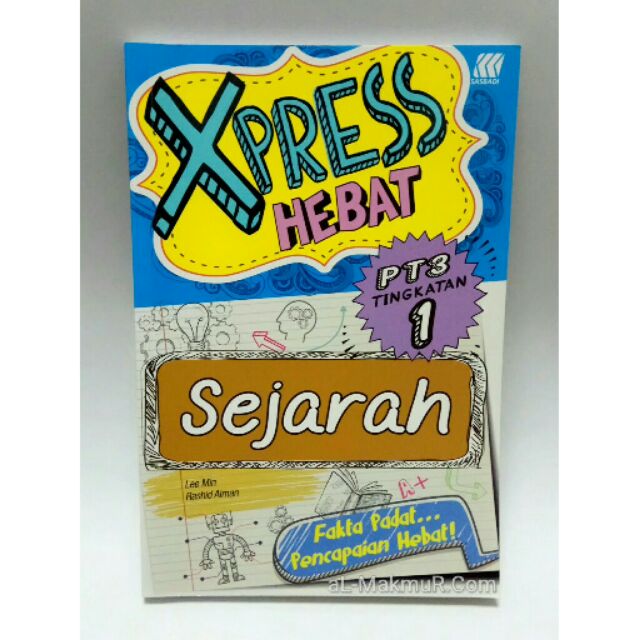 SASBADI
XPRESS
HEBAT
PT3
TINGKATAN
1
Sejarah
Lee Min
Rashid Aiman
A+
Fakta Padat...
Pencapaian Hebat!
aL-MakmuR.Com